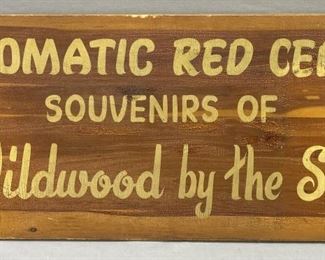 OMATIC RED CE
SOUVENIRS OF
ildwood by the S